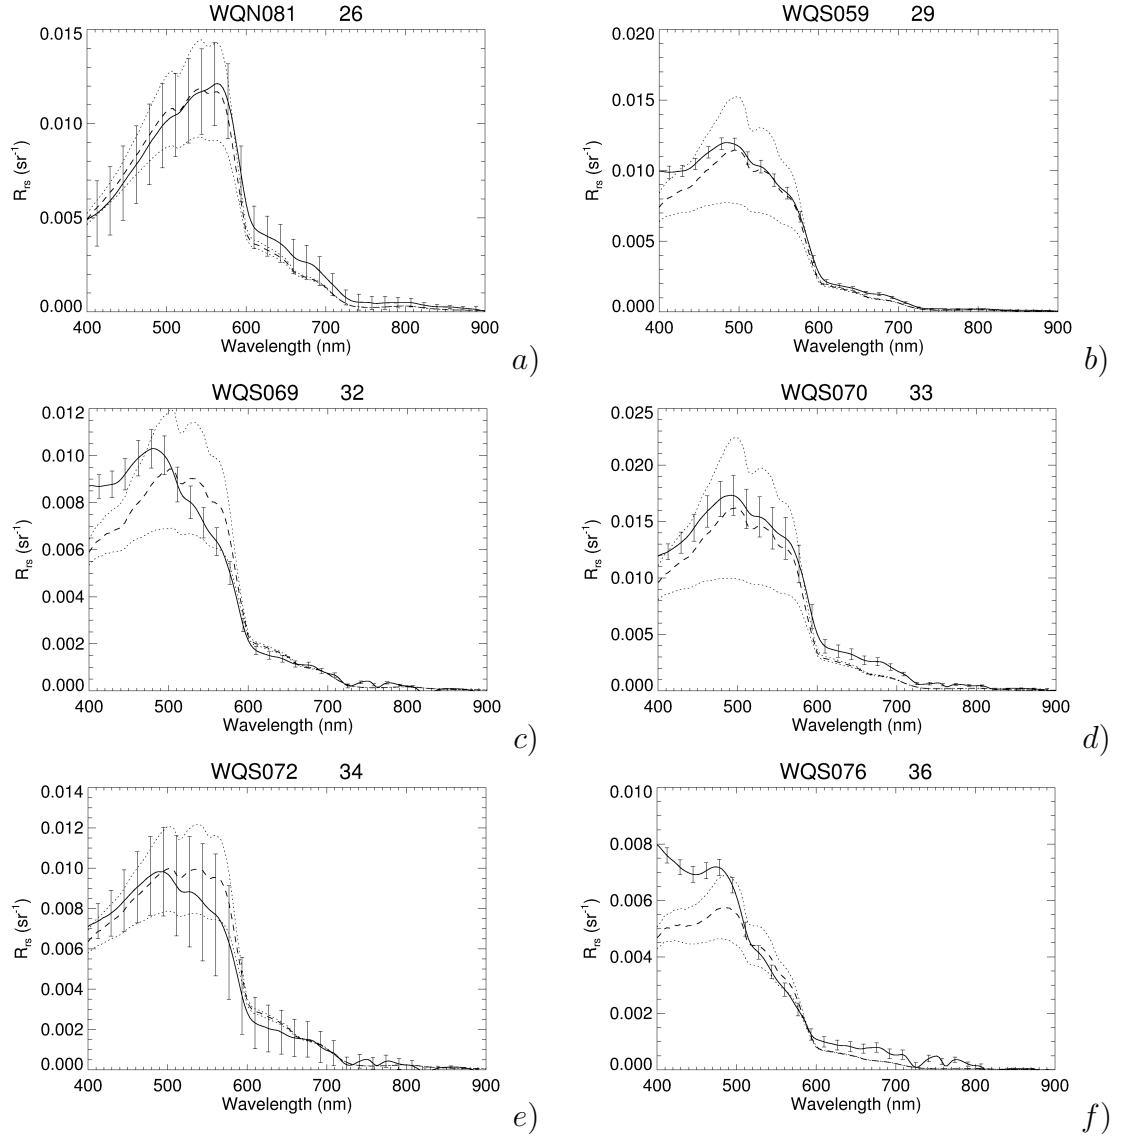 WQN081 26
0.015
0.010
0.005
0.000
R_rs (sr^-1)
400 500 600 700 800 900
Wavelength (nm)
a)
WQS059 29
0.020
0.015
0.010
0.005
0.000
R_rs (sr^-1)
400 500 600 700 800 900
Wavelength (nm)
b)
WQS069 32
0.012
0.010
0.008
0.006
0.004
0.002
0.000
R_rs (sr^-1)
400 500 600 700 800 900
Wavelength (nm)
c)
WQS070 33
0.025
0.020
0.015
0.010
0.005
0.000
R_rs (sr^-1)
400 500 600 700 800 900
Wavelength (nm)
d)
WQS072 34
0.014
0.012
0.010
0.008
0.006
0.004
0.002
0.000
R_rs (sr^-1)
400 500 600 700 800 900
Wavelength (nm)
e)
WQS076 36
0.010
0.008
0.006
0.004
0.002
0.000
R_rs (sr^-1)
400 500 600 700 800 900
Wavelength (nm)
f)